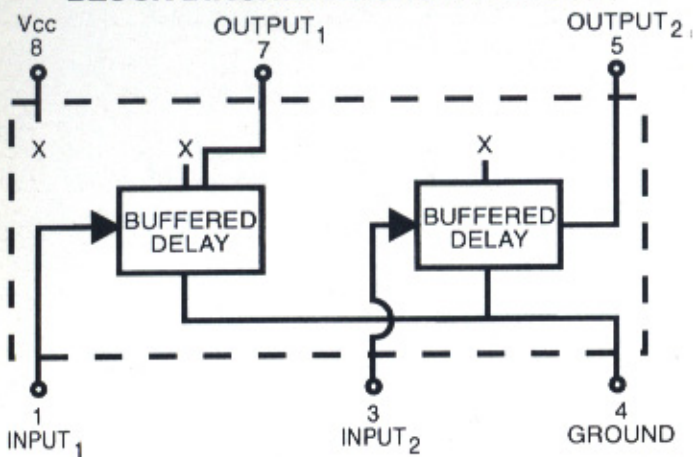 Vcc
8
OUTPUT₁
7
OUTPUT₂
5
X
X
X
BUFFERED
DELAY
BUFFERED
DELAY
1
INPUT₁
3
INPUT₂
4
GROUND